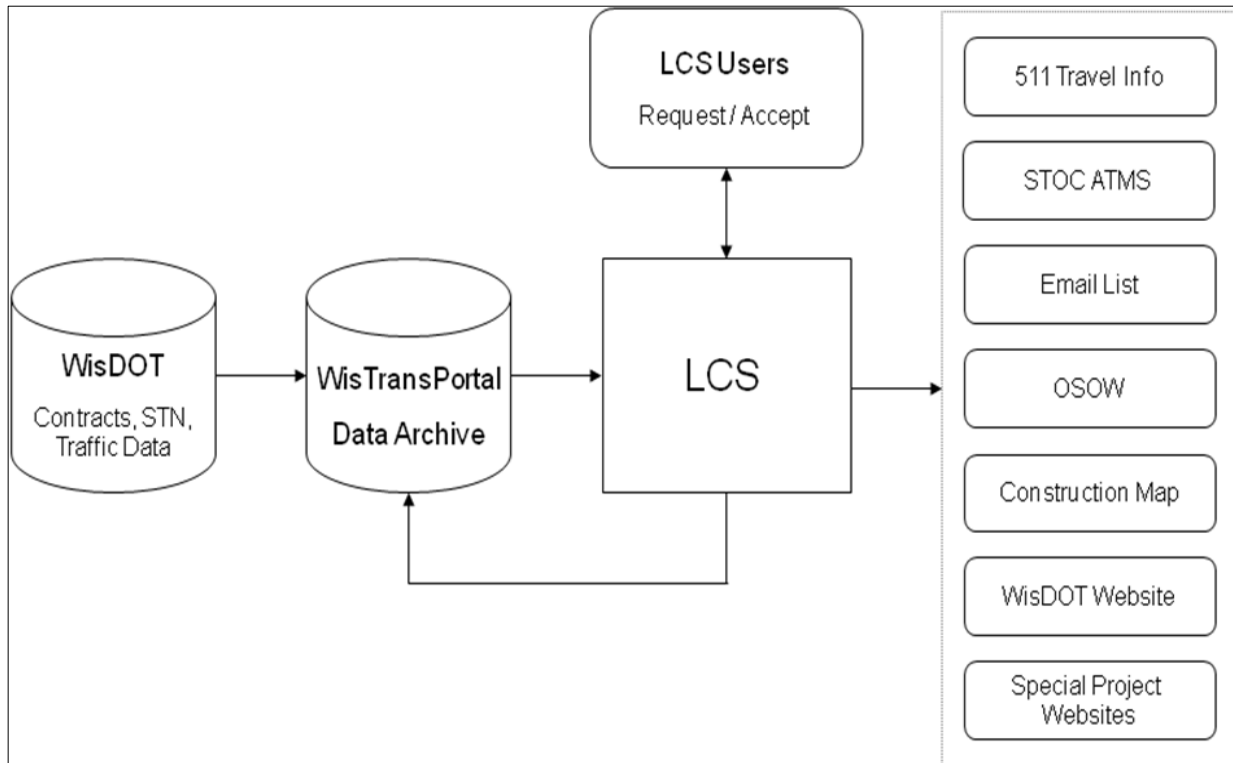 LCS Users
Request / Accept
WisDOT
Contracts, STN,
Traffic Data
WisTransPortal
Data Archive
LCS
511 Travel Info
STOC ATMS
Email List
OSOW
Construction Map
WisDOT Website
Special Project
Websites